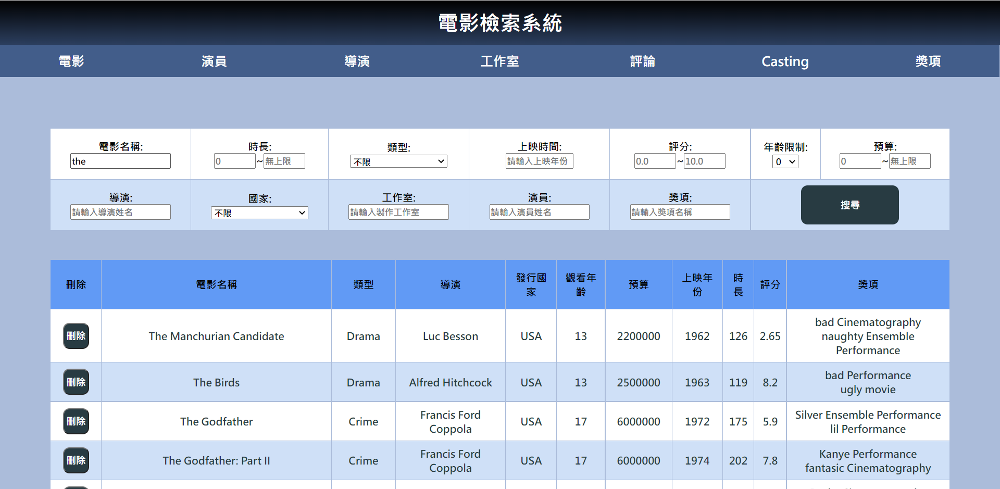 電影檢索系統
電影 演員 導演 工作室 評論 Casting 獎項
電影名稱: 時長: 類型: 上映時間: 評分: 年齡限制: 預算:
the 0 ~ 無上限 不限 請輸入上映年份 0.0 ~ 10.0 0 0 ~ 無上限
導演: 國家: 工作室: 演員: 獎項:
請輸入導演姓名 不限 請輸入製作工作室 請輸入演員姓名 請輸入獎項名稱 搜尋
刪除 電影名稱 類型 導演 發行國家 觀看年齡 預算 上映年份 時長 評分 獎項
刪除 The Manchurian Candidate Drama Luc Besson USA 13 2200000 1962 126 2.65 bad Cinematography
naughty Ensemble
Performance
刪除 The Birds Drama Alfred Hitchcock USA 13 2500000 1963 119 8.2 bad Performance
ugly movie
刪除 The Godfather Crime Francis Ford Coppola USA 17 6000000 1972 175 5.9 Silver Ensemble Performance
lil Performance
刪除 The Godfather: Part II Crime Francis Ford Coppola USA 17 6000000 1974 202 7.8 Kanye Performance
fantasic Cinematography